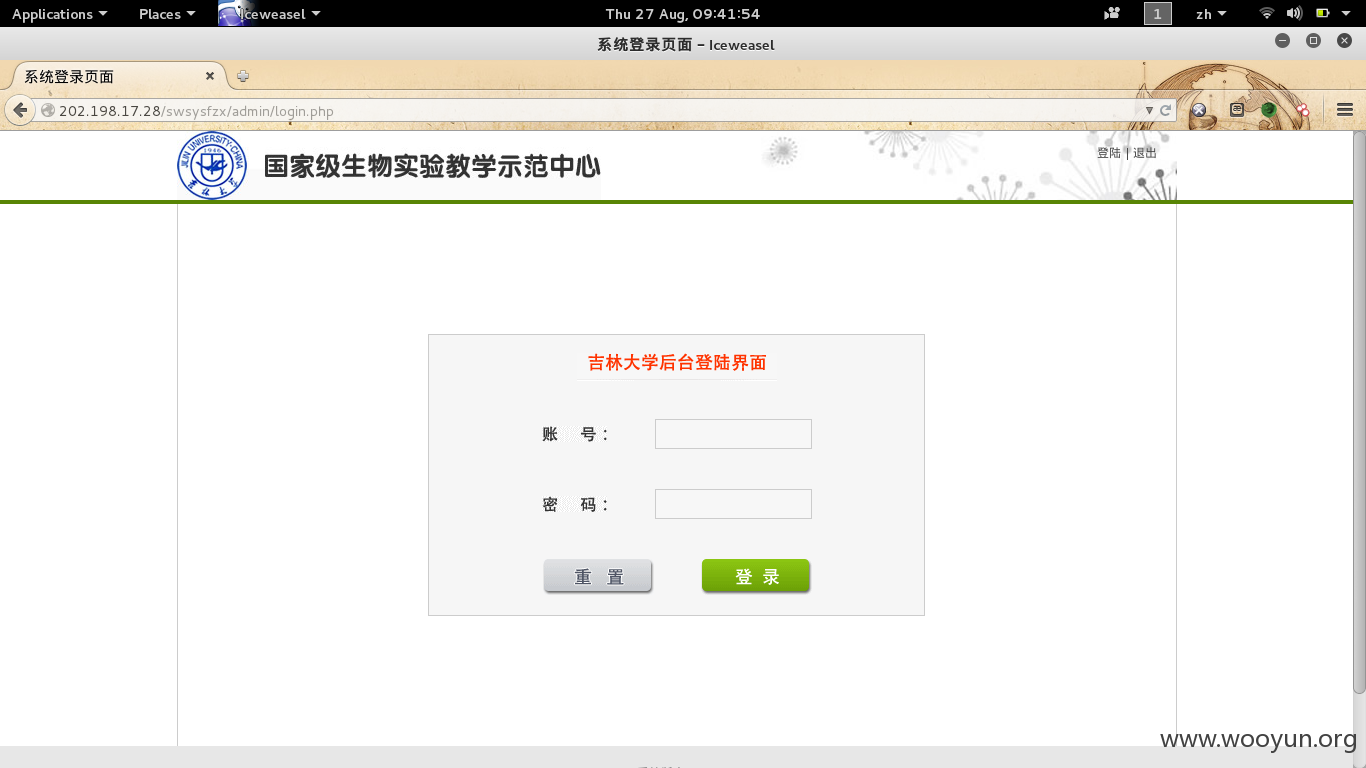 Applications Places Iceweasel Thu 27 Aug, 09:41:54 1 zh
系统登录页面 - Iceweasel
系统登录页面
202.198.17.28/swsysfzx/admin/login.php
JILIN UNIVERSITY·CHINA
1946
国家级生物实验教学示范中心
登陆 | 退出
吉林大学后台登陆界面
账 号：
密 码：
重 置 登 录
www.wooyun.org